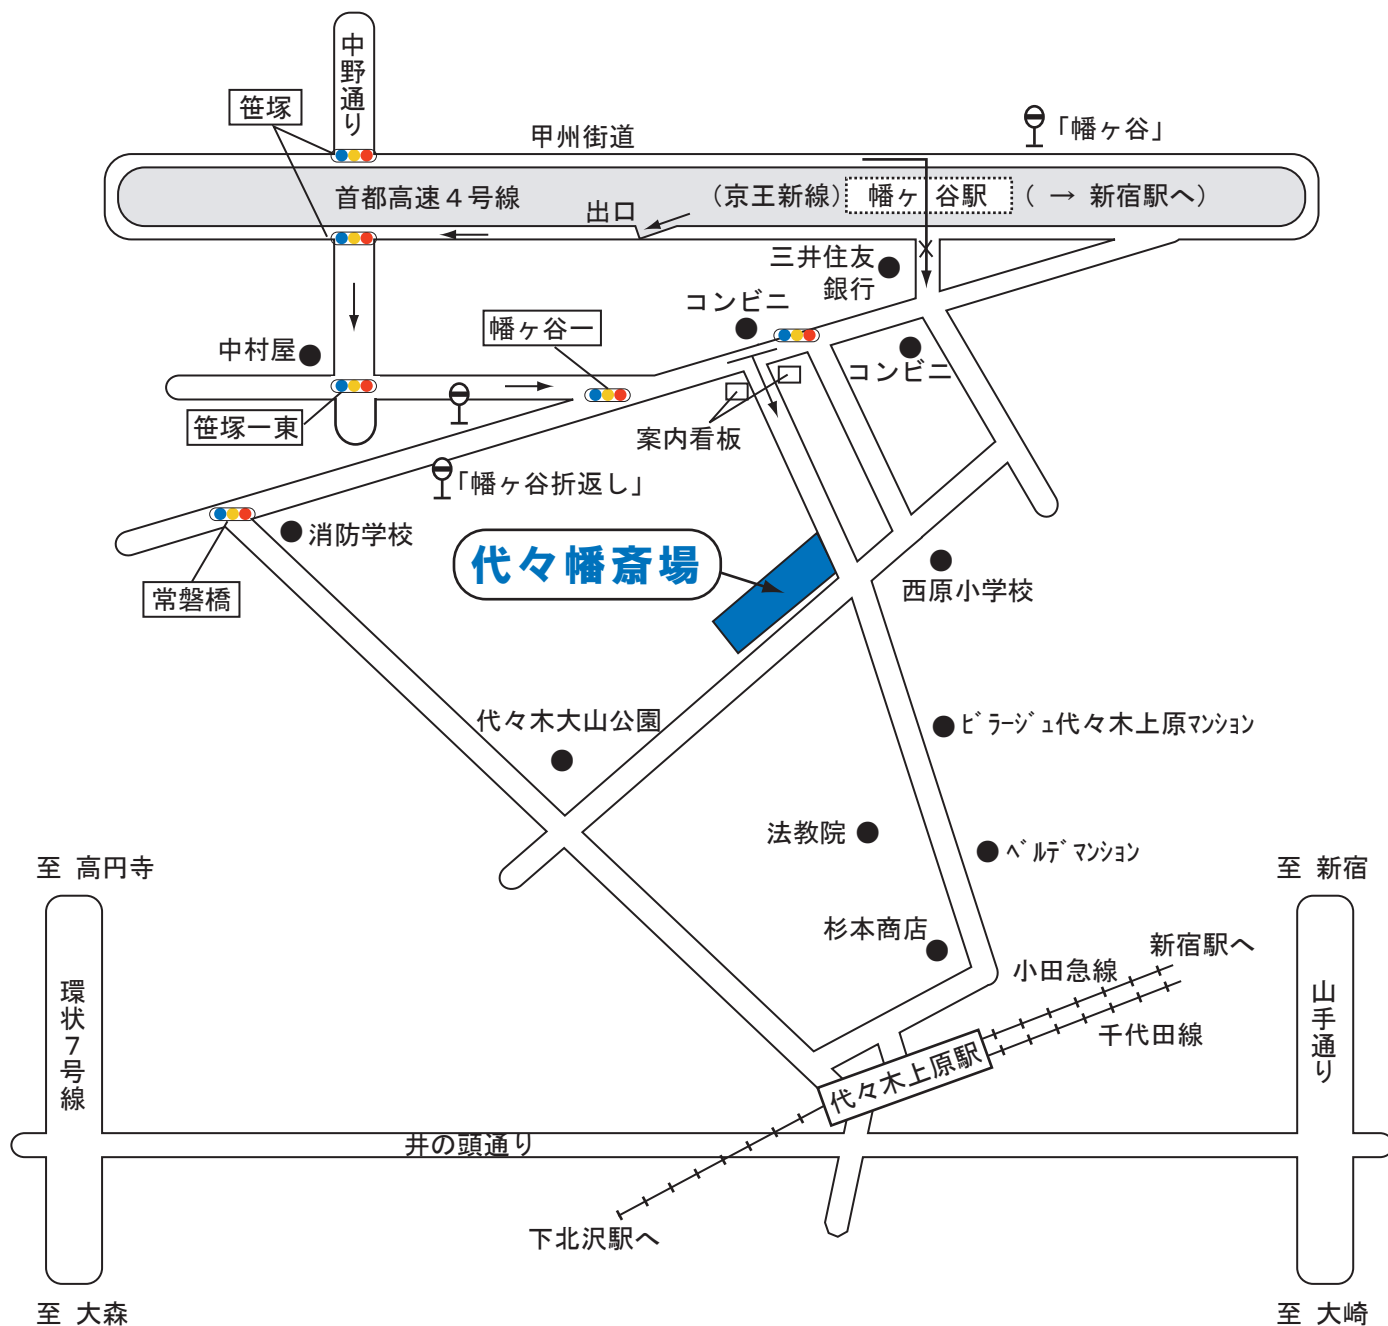 中野通り
笹塚
甲州街道
「幡ヶ谷」
首都高速４号線
（京王新線）
幡ヶ谷駅
（ → 新宿駅へ）
出口
三井住友
銀行
コンビニ
幡ヶ谷一
中村屋
コンビニ
笹塚一東
案内看板
「幡ヶ谷折返し」
消防学校
代々幡斎場
常磐橋
西原小学校
代々木大山公園
ﾋﾞﾗｰｼﾞｭ代々木上原ﾏﾝｼｮﾝ
法教院
ﾍﾞﾙﾃﾞﾏﾝｼｮﾝ
至 高円寺
至 新宿
杉本商店
新宿駅へ
小田急線
環状７号線
山手通り
千代田線
代々木上原駅
井の頭通り
下北沢駅へ
至 大森
至 大崎